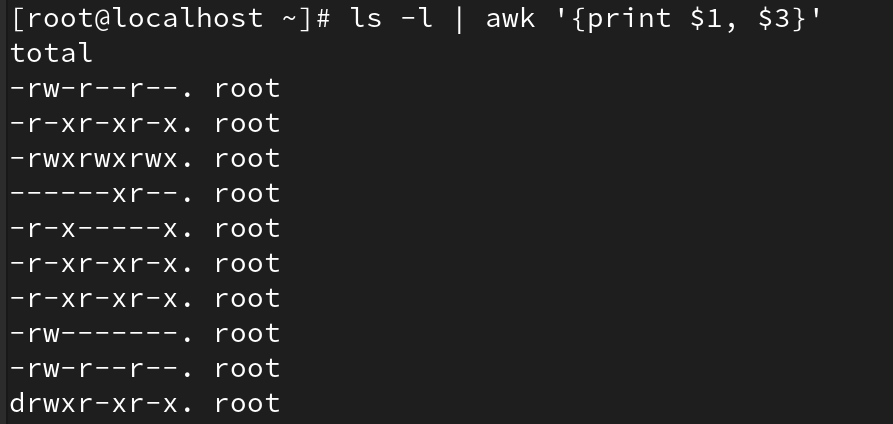 [root@localhost ~]# ls -l | awk '{print $1, $3}'
total
-rw-r--r--. root
-r-xr-xr-x. root
-rwxrwxrwx. root
------xr--. root
-r-x-----x. root
-r-xr-xr-x. root
-r-xr-xr-x. root
-rw-------. root
-rw-r--r--. root
drwxr-xr-x. root